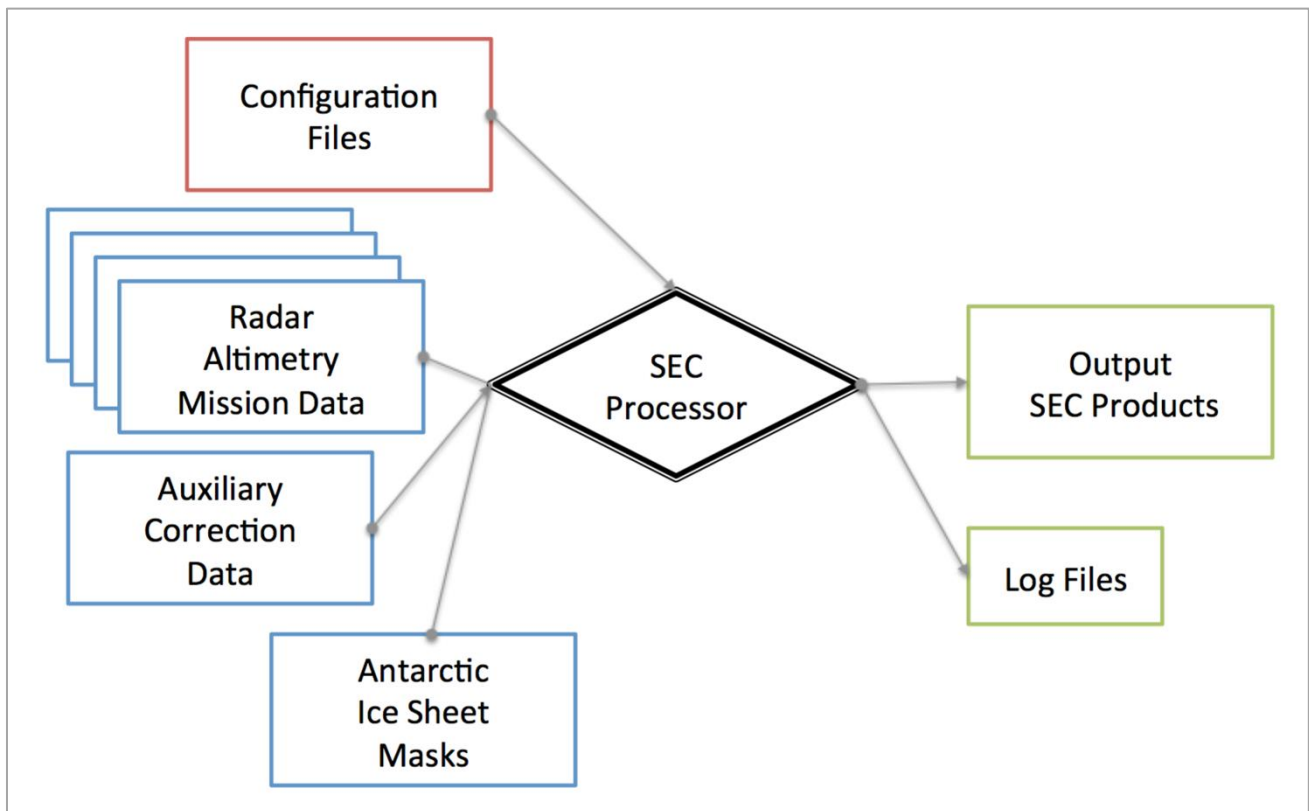 Configuration
Files
Radar
Altimetry
Mission Data
Auxiliary
Correction
Data
Antarctic
Ice Sheet
Masks
SEC
Processor
Output
SEC Products
Log Files